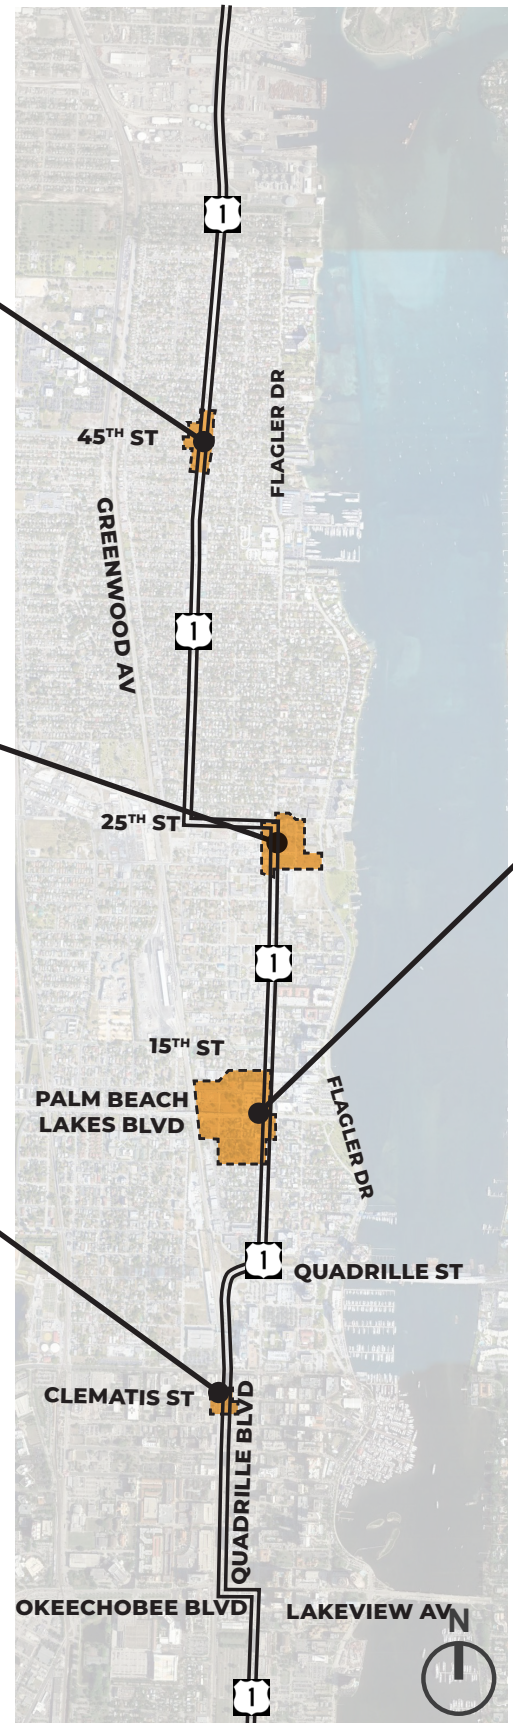 1
FLAGLER DR
45TH ST
GREENWOOD AV
1
25TH ST
1
15TH ST
PALM BEACH
LAKES BLVD
FLAGLER DR
1
QUADRILLE ST
CLEMATIS ST
QUADRILLE BLVD
OKEECHOBEE BLVD
LAKEVIEW AV
N
1